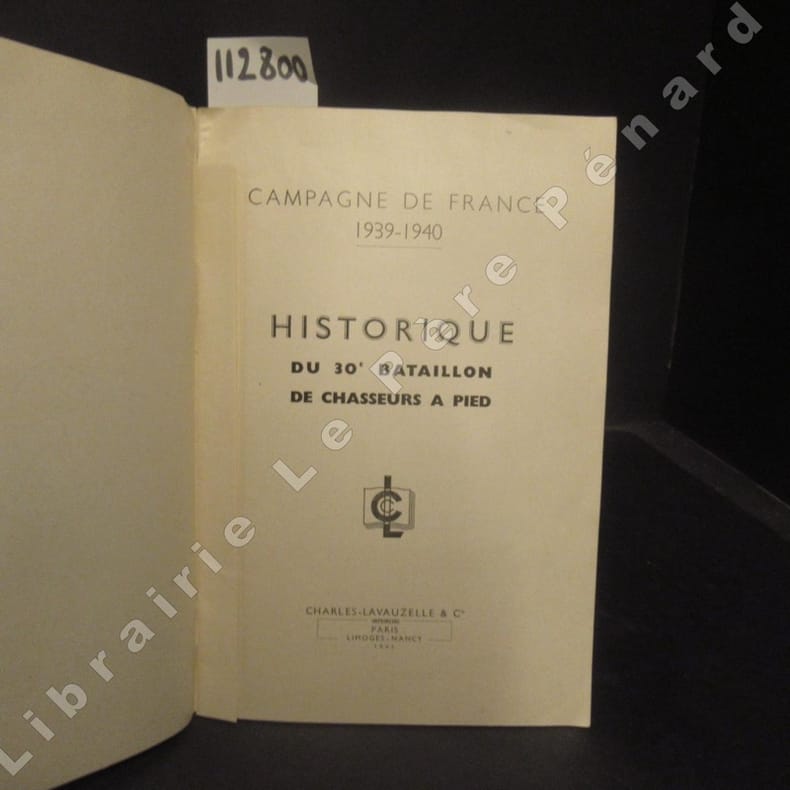 112800
CAMPAGNE DE FRANCE
1939-1940
HISTORIQUE
DU 30e BATAILLON
DE CHASSEURS A PIED
LCC
CHARLES-LAVAUZELLE & Cie
PARIS
LIMOGES-NANCY
Librairie Le Père Pénard